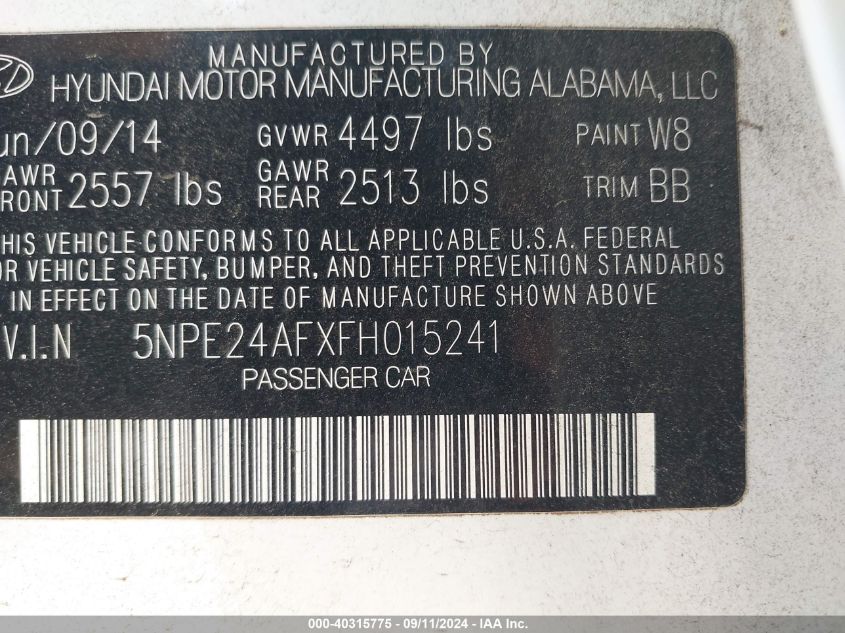 MANUFACTURED BY
HYUNDAI MOTOR MANUFACTURING ALABAMA, LLC
un/09/14 GVWR 4497 lbs PAINT W8
GAWR FRONT 2557 lbs GAWR REAR 2513 lbs TRIM BB
THIS VEHICLE CONFORMS TO ALL APPLICABLE U.S.A. FEDERAL
OR VEHICLE SAFETY, BUMPER, AND THEFT PREVENTION STANDARDS
IN EFFECT ON THE DATE OF MANUFACTURE SHOWN ABOVE
V.I.N 5NPE24AFXFH015241
PASSENGER CAR
000-40315775 - 09/11/2024 - IAA Inc.